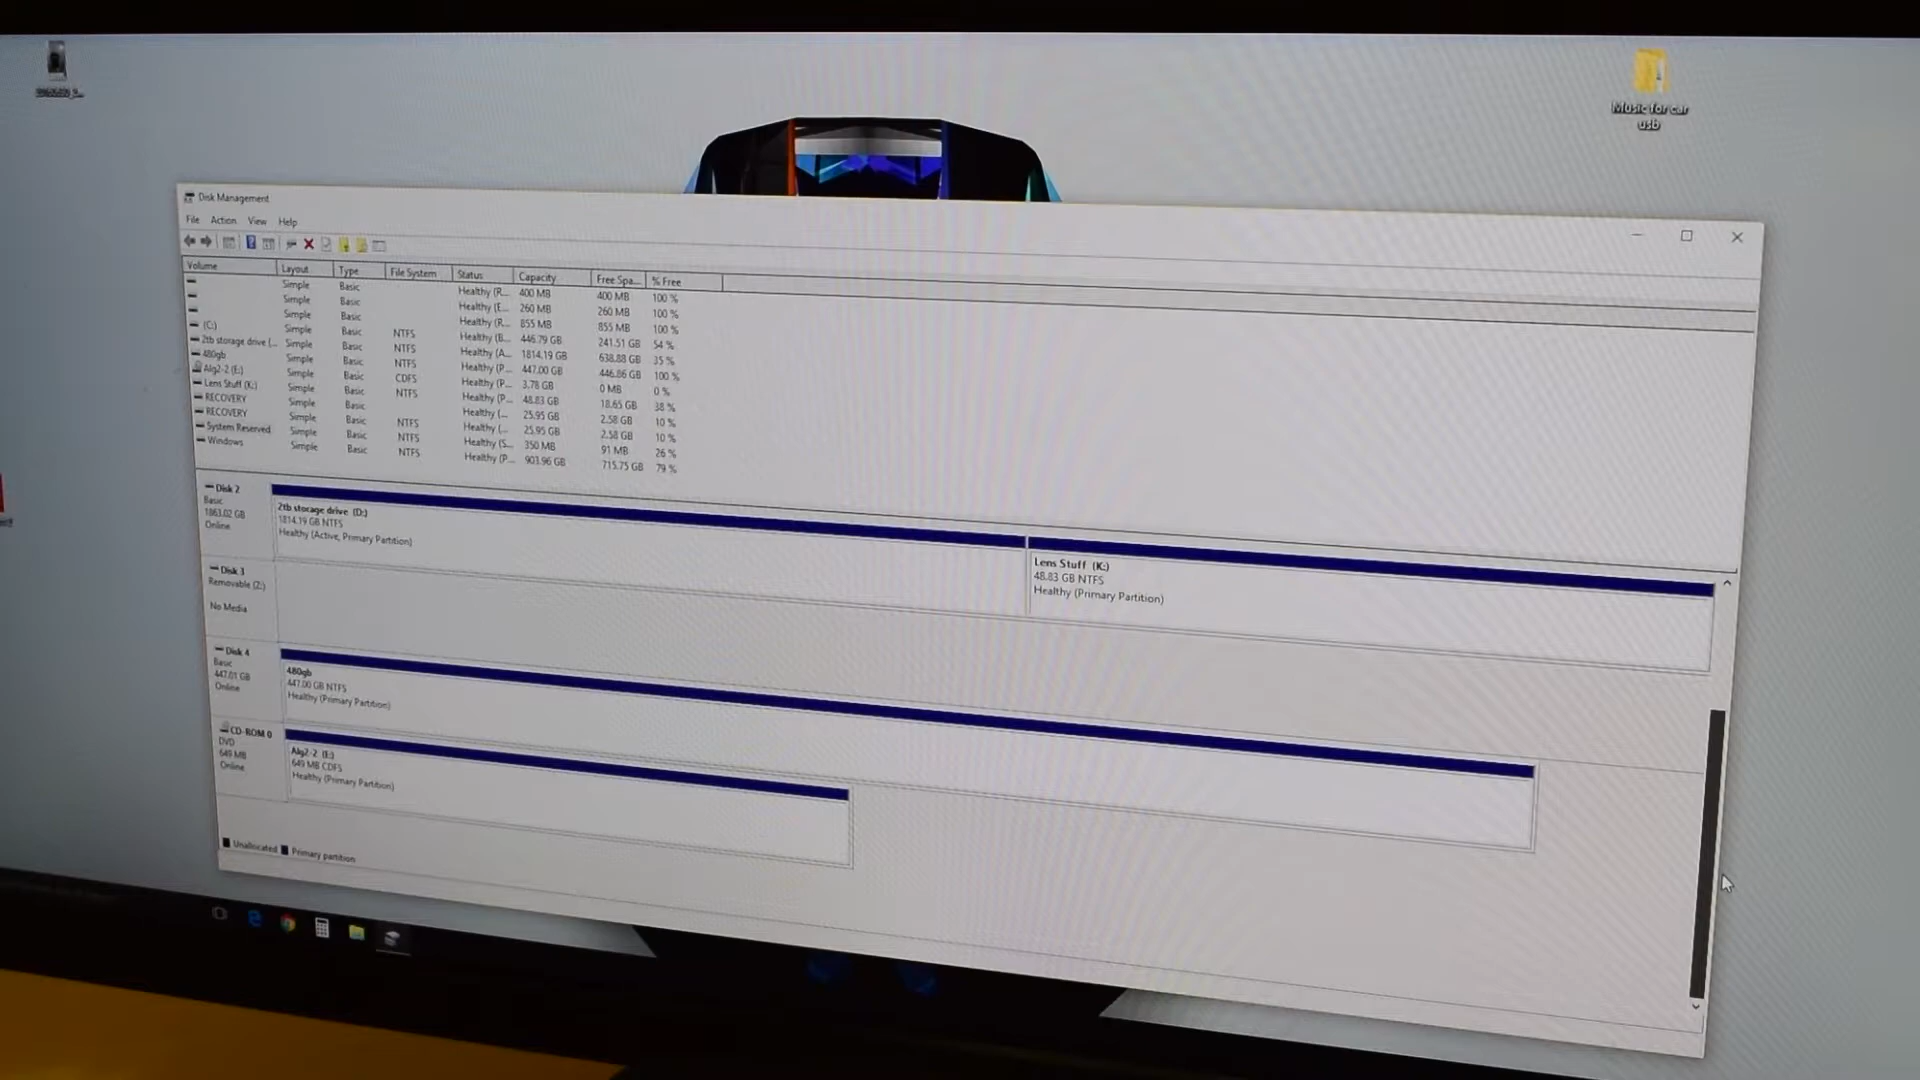 Music for car
usb
Disk Management
File Action View Help
Volume Layout Type File System Status Capacity Free Spa... % Free
Simple Basic Healthy (R... 400 MB 400 MB 100 %
Simple Basic Healthy (E... 260 MB 260 MB 100 %
Simple Basic Healthy (R... 855 MB 855 MB 100 %
(C:) Simple Basic NTFS Healthy (B... 446.79 GB 241.51 GB 54 %
2tb storage drive (... Simple Basic NTFS Healthy (A... 1814.19 GB 638.88 GB 35 %
480gb Simple Basic NTFS Healthy (P... 447.00 GB 446.86 GB 100 %
Alg2-2 (E:) Simple Basic CDFS Healthy (P... 3.78 GB 0 MB 0 %
Lens Stuff (K:) Simple Basic NTFS Healthy (P... 48.83 GB 18.65 GB 38 %
RECOVERY Simple Basic Healthy (... 25.95 GB 2.58 GB 10 %
RECOVERY Simple Basic NTFS Healthy (... 25.95 GB 2.58 GB 10 %
System Reserved Simple Basic NTFS Healthy (S... 350 MB 91 MB 26 %
Windows Simple Basic NTFS Healthy (P... 903.96 GB 715.75 GB 79 %
Disk 2
Basic
1863.02 GB
Online
2tb storage drive (D:)
1814.19 GB NTFS
Healthy (Active, Primary Partition)
Lens Stuff (K:)
48.83 GB NTFS
Healthy (Primary Partition)
Disk 3
Removable (Z:)
No Media
Disk 4
Basic
447.01 GB
Online
480gb
447.00 GB NTFS
Healthy (Primary Partition)
CD-ROM 0
DVD
649 MB
Online
Alg2-2 (E:)
649 MB CDFS
Healthy (Primary Partition)
Unallocated Primary partition